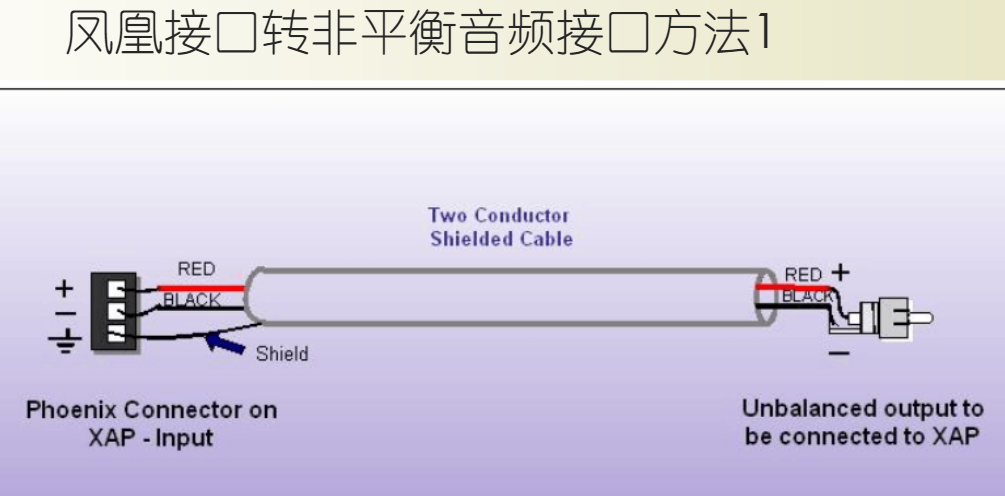 凤凰接口转非平衡音频接口方法1
Two Conductor
Shielded Cable
RED
BLACK
+
−
Shield
RED +
BLACK
−
Phoenix Connector on
XAP - Input
Unbalanced output to
be connected to XAP